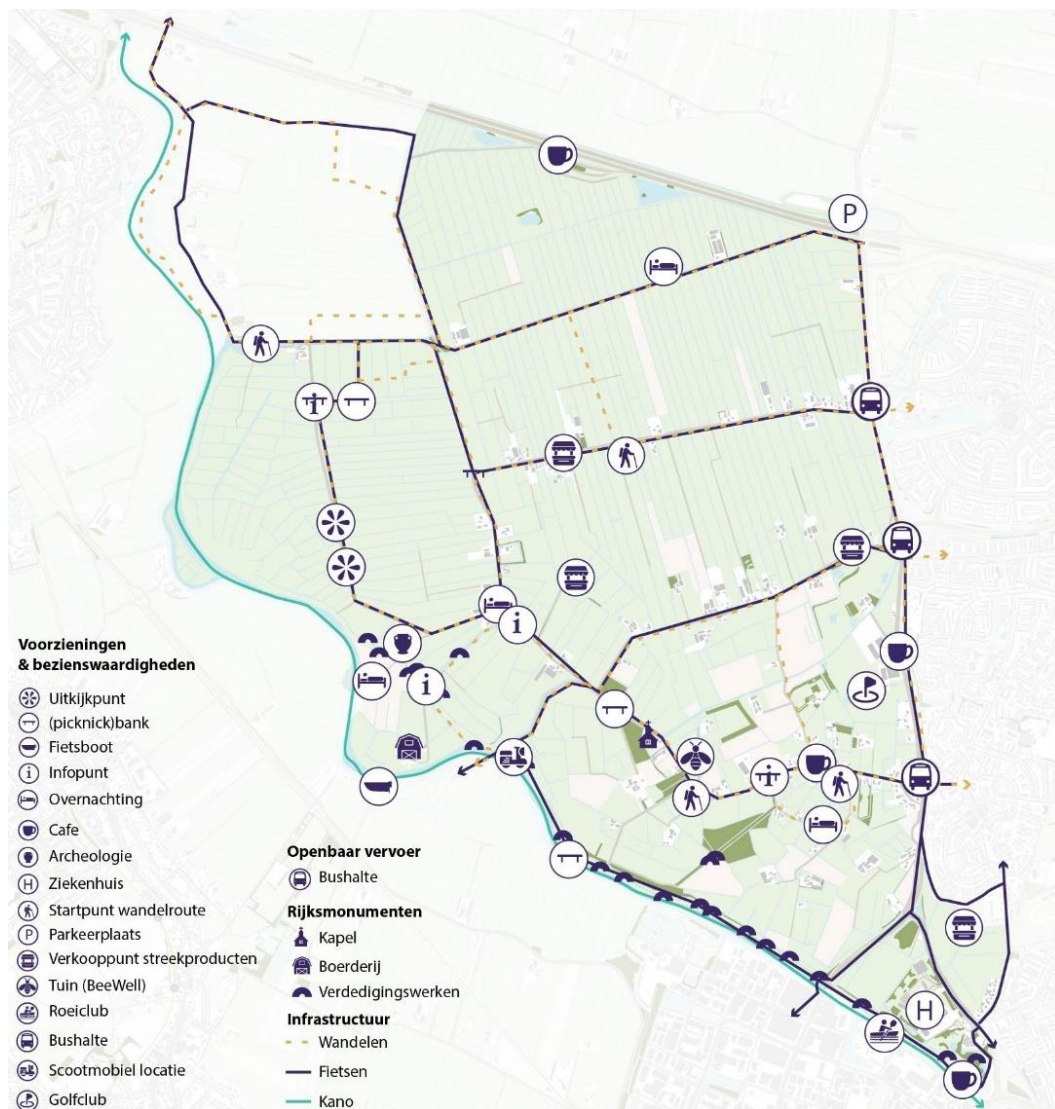 P
i
i
i
H
Voorzieningen
& bezienswaardigheden
Uitkijkpunt
(picknick)bank
Fietsboot
i Infopunt
Overnachting
Cafe
Archeologie
H Ziekenhuis
Startpunt wandelroute
P Parkeerplaats
Verkooppunt streekproducten
Tuin (BeeWell)
Roeiclub
Bushalte
Scootmobiel locatie
Golfclub
Openbaar vervoer
Bushalte
Rijksmonumenten
Kapel
Boerderij
Verdedigingswerken
Infrastructuur
Wandelen
Fietsen
Kano